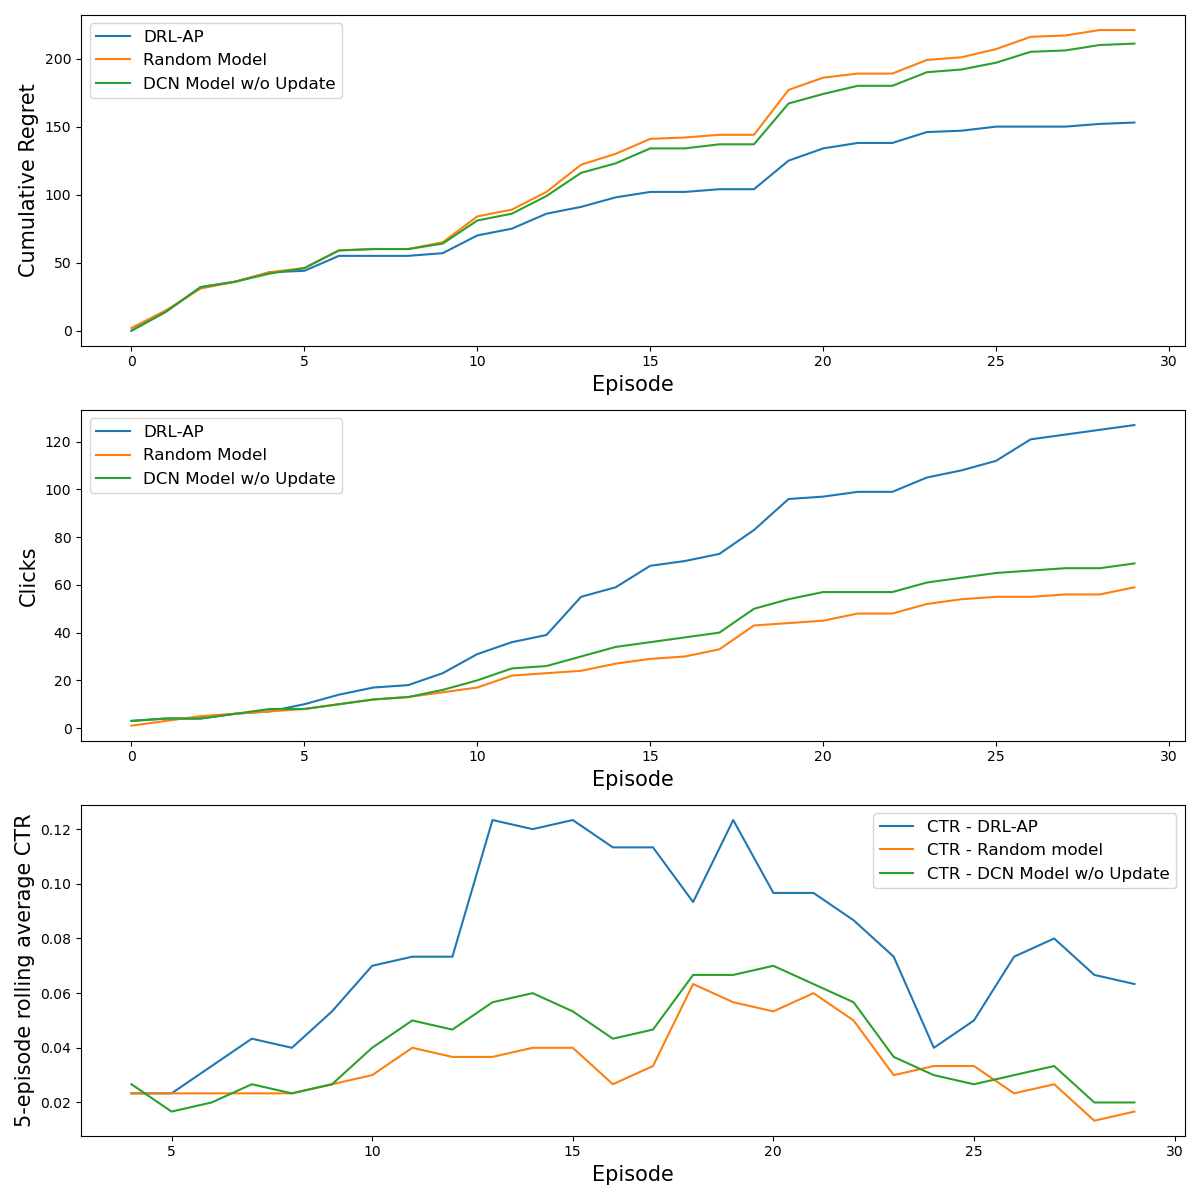 DRL-AP
Random Model
DCN Model w/o Update
Cumulative Regret
200
150
100
50
0
0 5 10 15 20 25 30
Episode
DRL-AP
Random Model
DCN Model w/o Update
Clicks
120
100
80
60
40
20
0
0 5 10 15 20 25 30
Episode
CTR - DRL-AP
CTR - Random model
CTR - DCN Model w/o Update
5-episode rolling average CTR
0.12
0.10
0.08
0.06
0.04
0.02
5 10 15 20 25 30
Episode